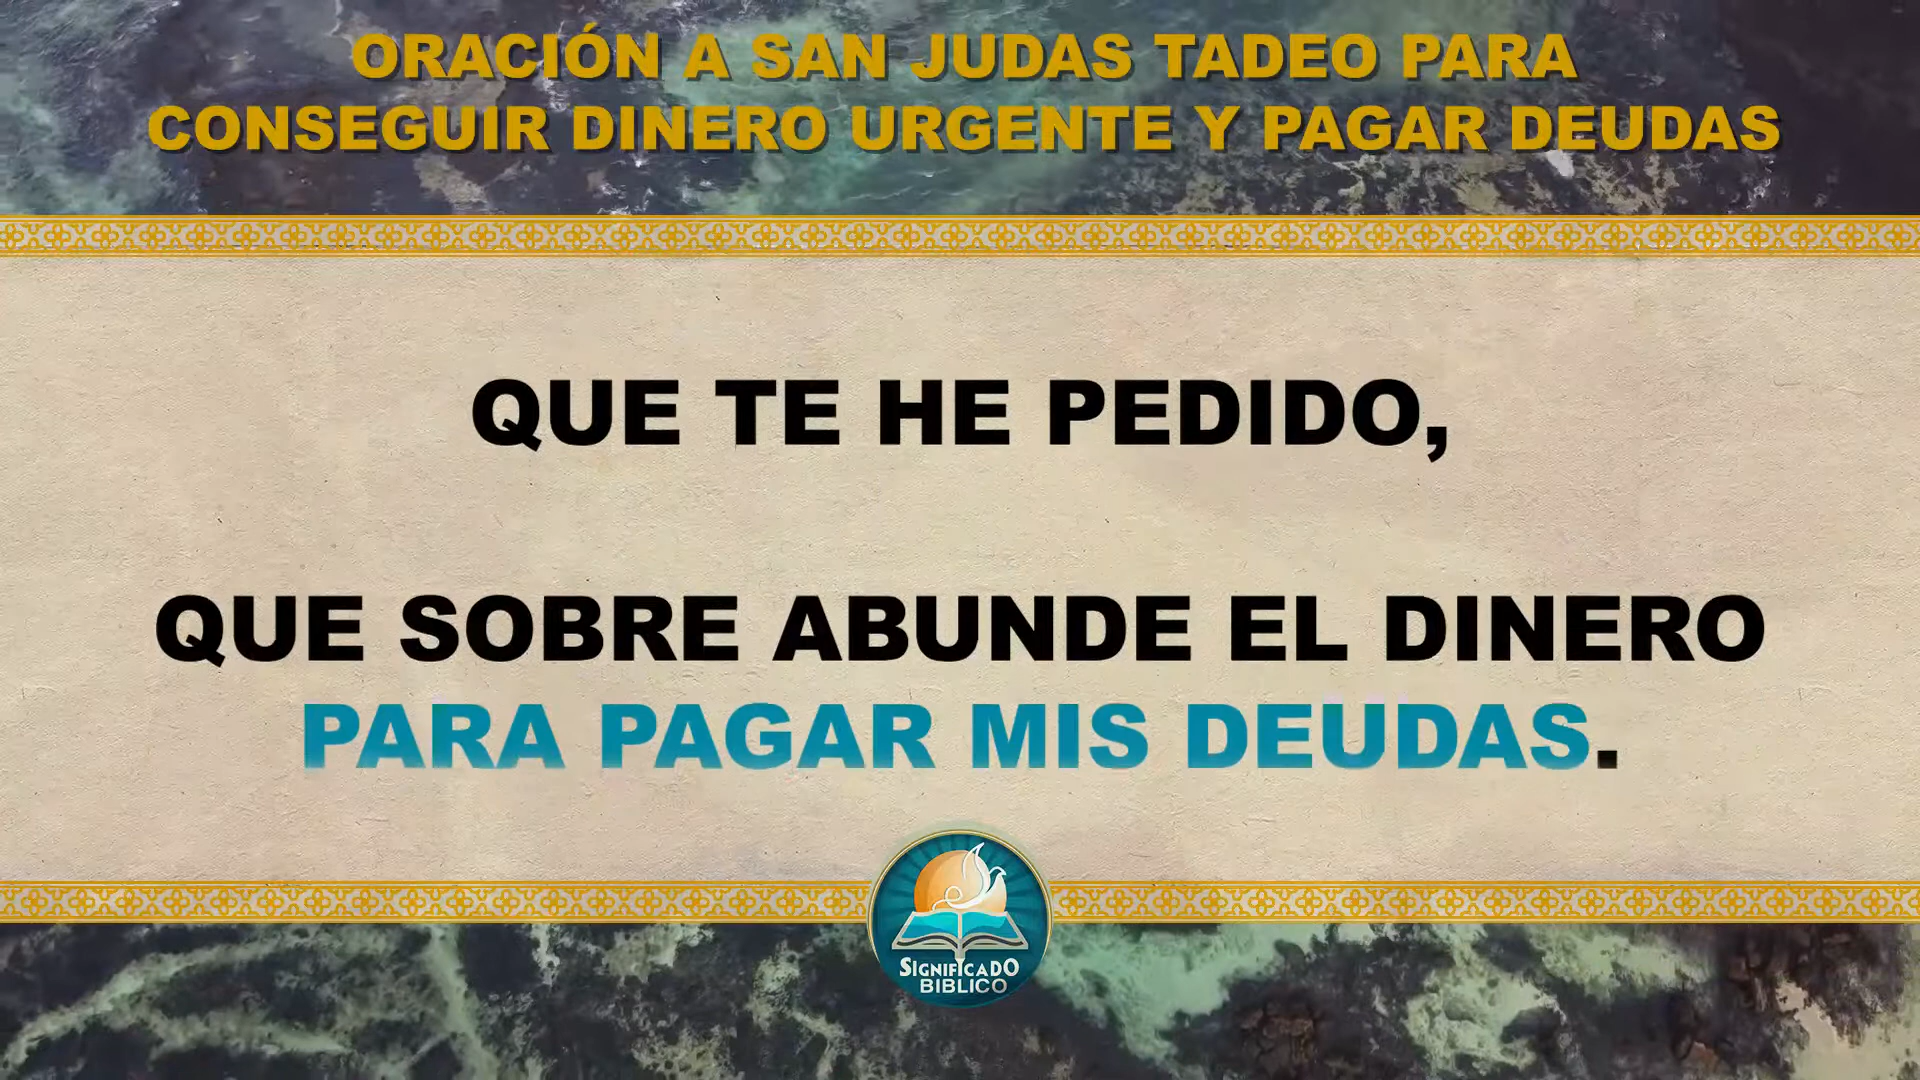 ORACIÓN A SAN JUDAS TADEO PARA
CONSEGUIR DINERO URGENTE Y PAGAR DEUDAS
QUE TE HE PEDIDO,
QUE SOBRE ABUNDE EL DINERO
PARA PAGAR MIS DEUDAS.
SIGNIFICADO
BIBLICO